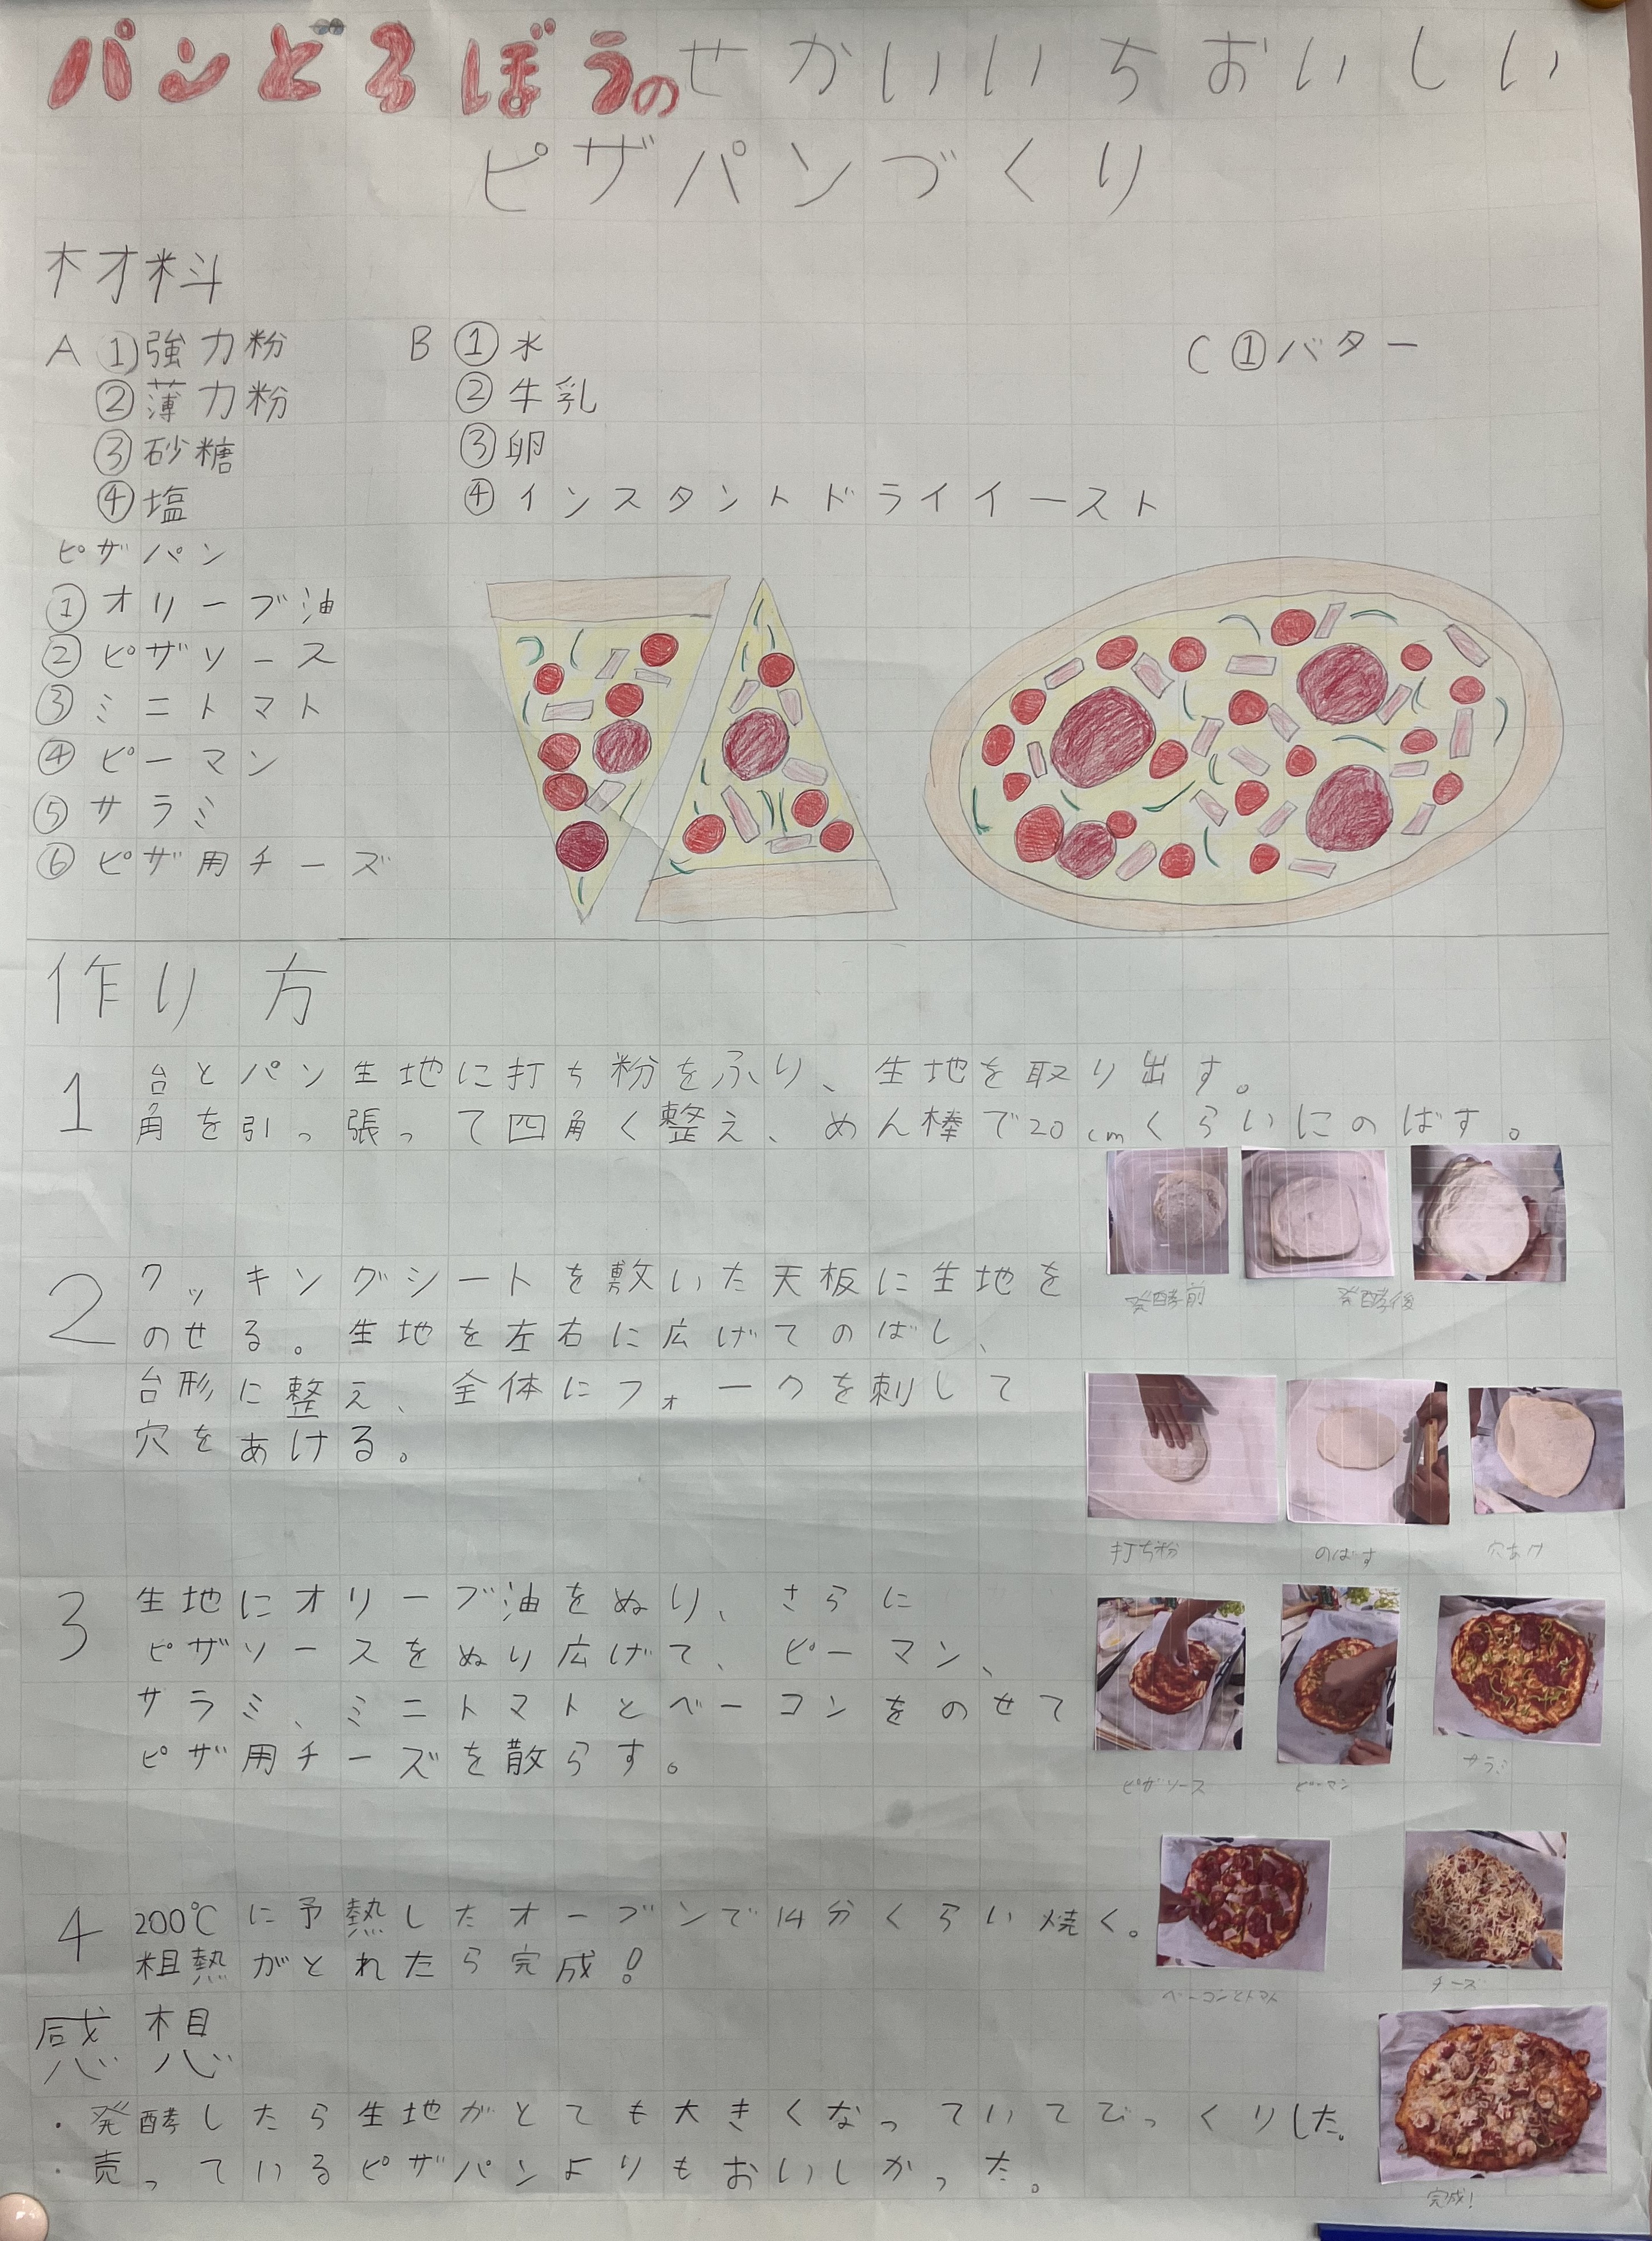 パンどろぼうのせかいいちおいしい
ピザパンづくり
材料
A ①強力粉
②薄力粉
③砂糖
④塩
B ①水
②牛乳
③卵
④インスタントドライイースト
C ①バター
ピザパン
①オリーブ油
②ピザソース
③ミニトマト
④ピーマン
⑤サラミ
⑥ピザ用チーズ
作り方
1 台とパン生地に打ち粉をふり、生地を取り出す。
角を引っ張って四角く整え、めん棒で20cmくらいにのばす。
発酵前
発酵後
2 クッキングシートを敷いた天板に生地を
のせる。生地を左右に広げてのばし、
台形に整え、全体にフォークを刺して
穴をあける。
打ち粉
のばす
穴あけ
3 生地にオリーブ油をぬり、さらに
ピザソースをぬり広げて、ピーマン、
サラミ、ミニトマトとベーコンをのせて
ピザ用チーズを散らす。
ピザソース
ピーマン
サラミ
4 200℃に予熱したオーブンで14分くらい焼く。
粗熱がとれたら完成!
ベーコンとトマト
チーズ
感想
・発酵したら生地がとても大きくなっていてびっくりした。
・売っているピザパンよりもおいしかった。
完成!